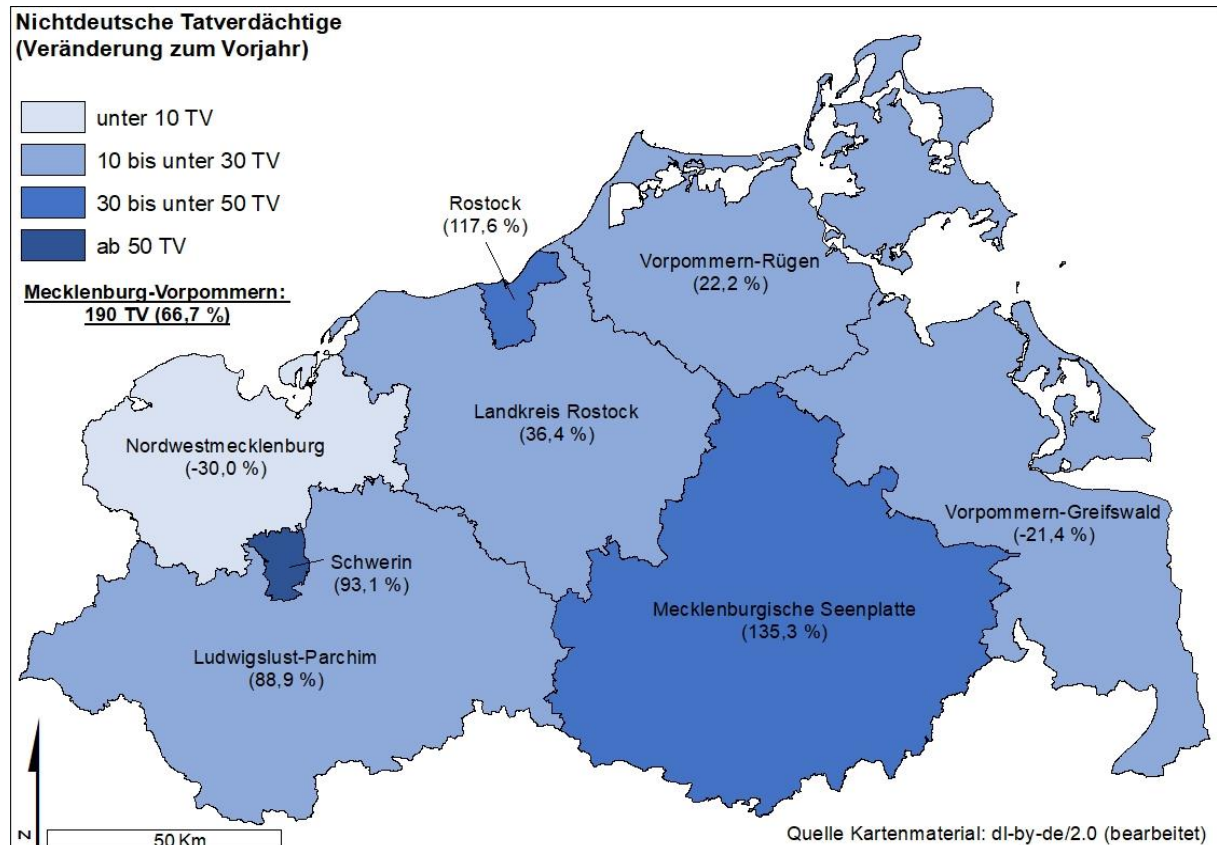 Nichtdeutsche Tatverdächtige
(Veränderung zum Vorjahr)
unter 10 TV
10 bis unter 30 TV
30 bis unter 50 TV
ab 50 TV
Mecklenburg-Vorpommern:
190 TV (66,7 %)
Rostock
(117,6 %)
Vorpommern-Rügen
(22,2 %)
Landkreis Rostock
(36,4 %)
Nordwestmecklenburg
(-30,0 %)
Vorpommern-Greifswald
(-21,4 %)
Schwerin
(93,1 %)
Mecklenburgische Seenplatte
(135,3 %)
Ludwigslust-Parchim
(88,9 %)
N
50 Km
Quelle Kartenmaterial: dl-by-de/2.0 (bearbeitet)